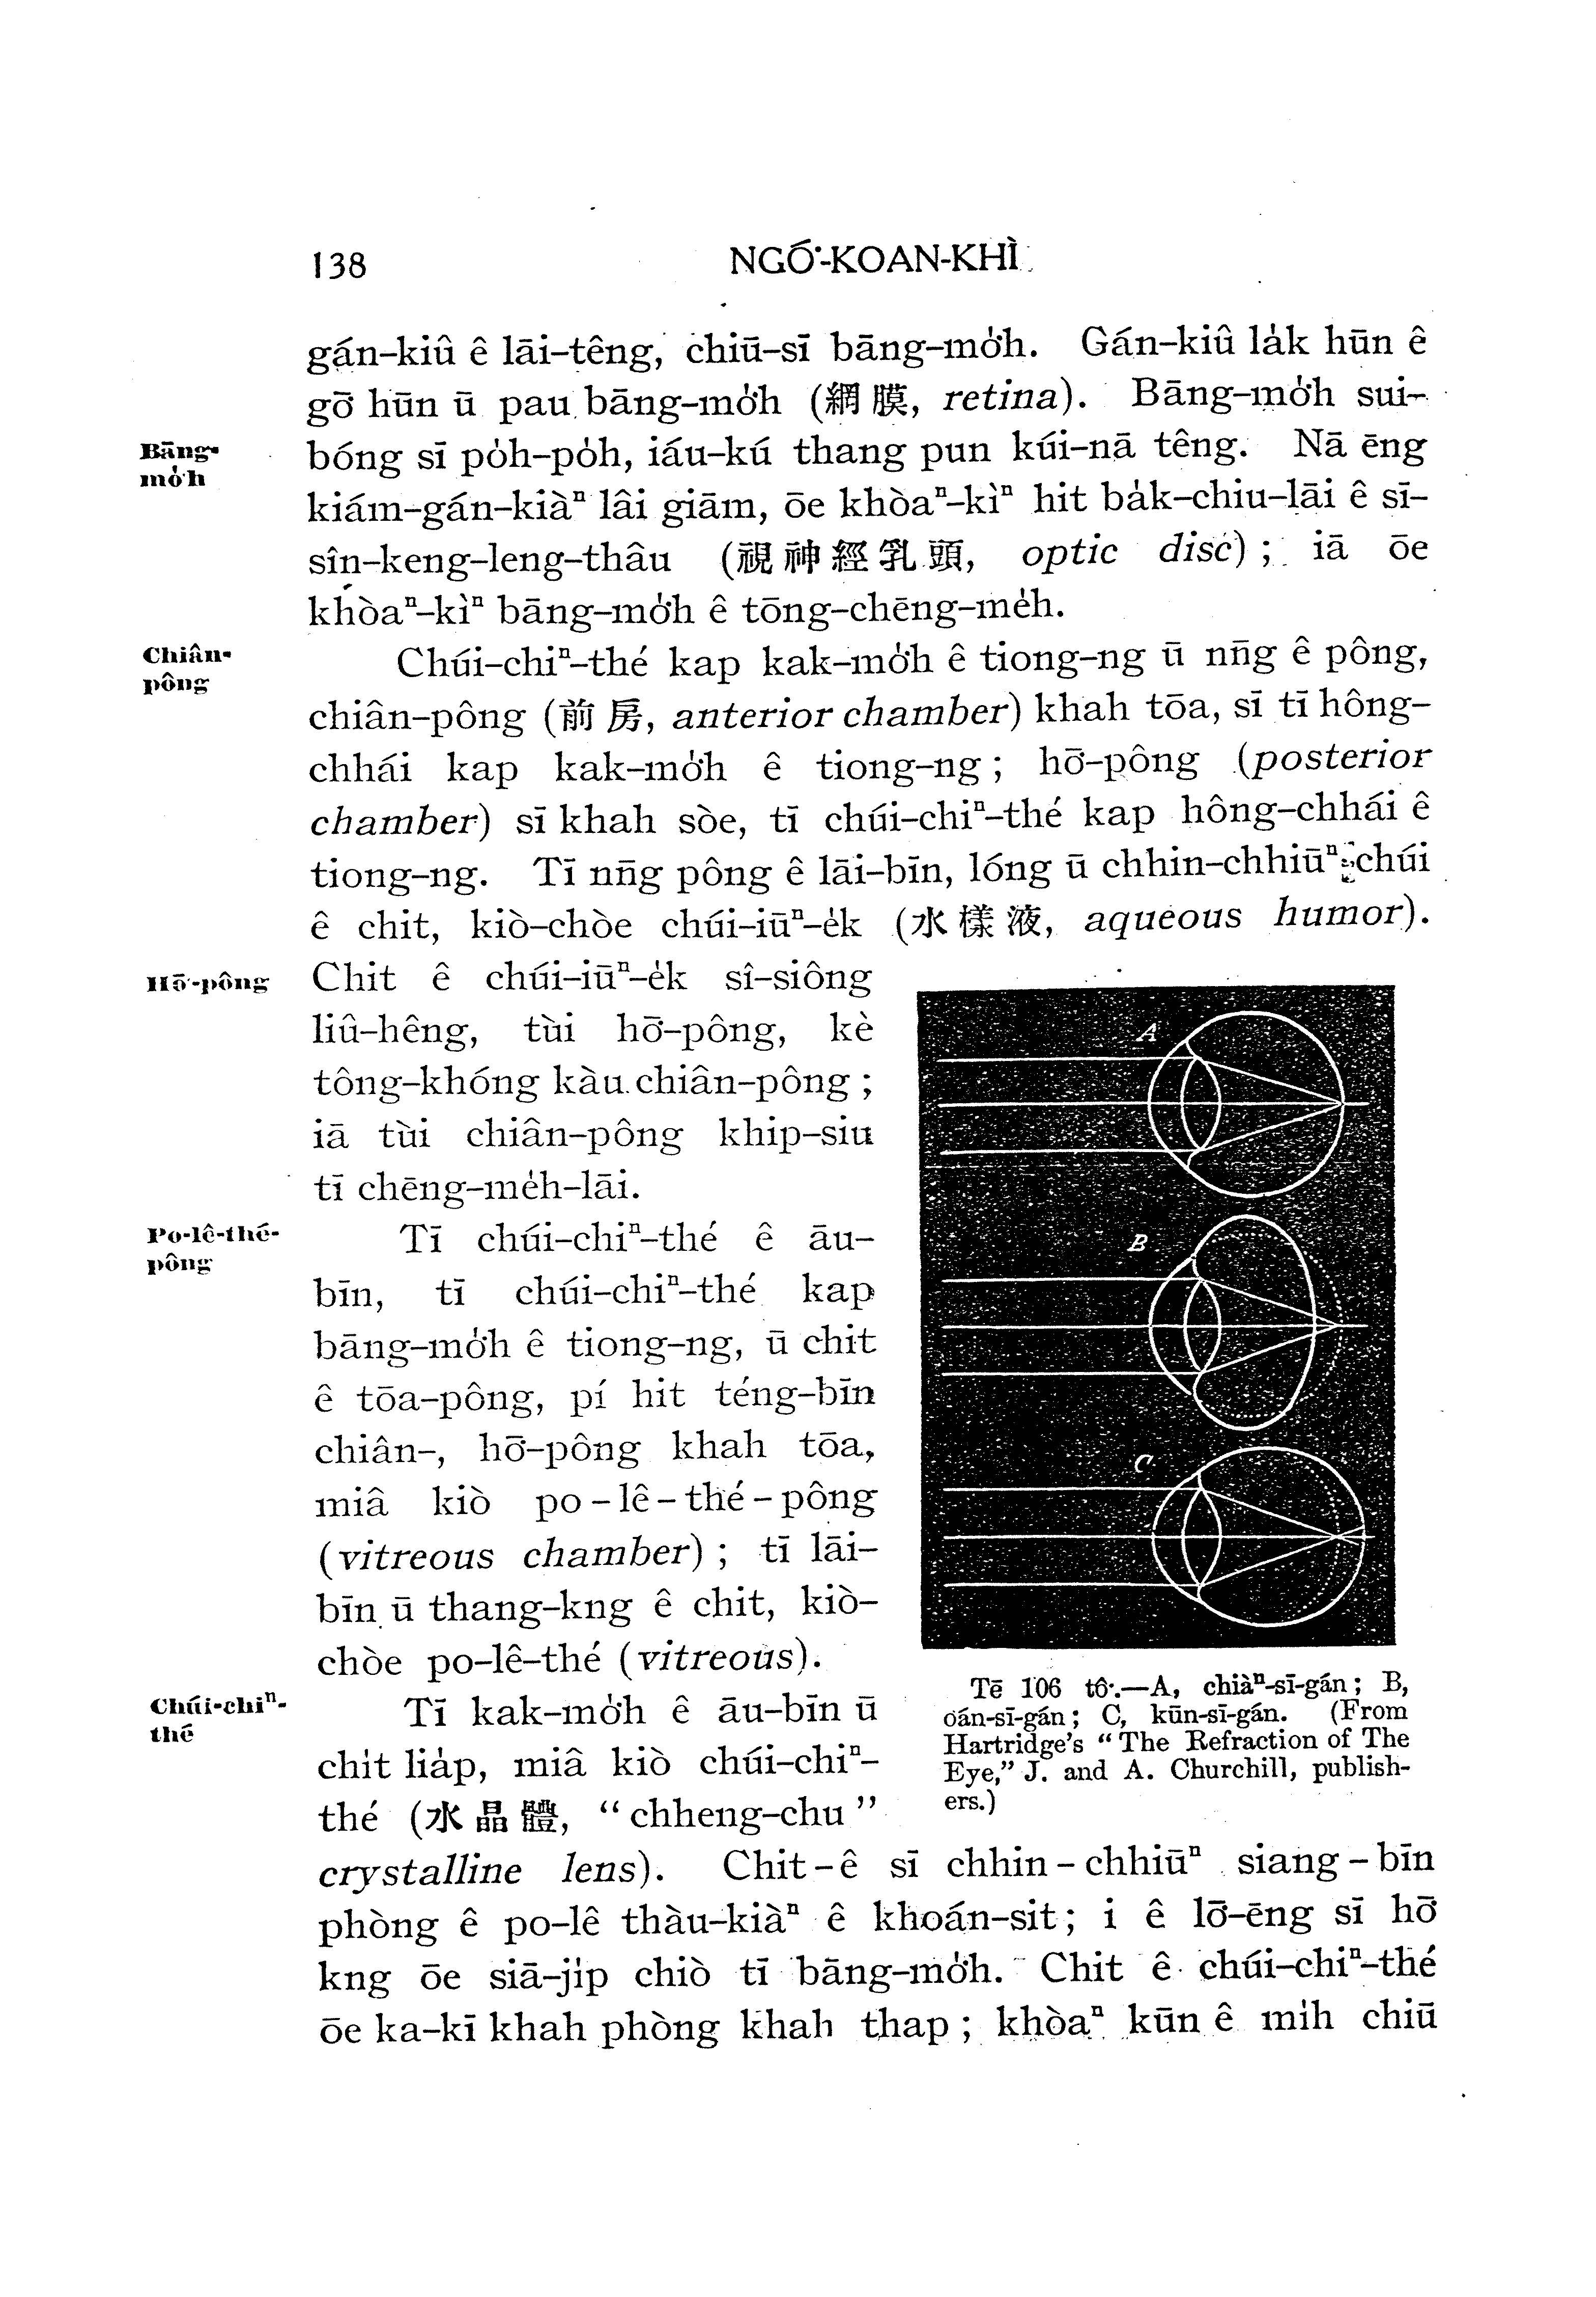 138
NGÓ͘-KOAN-KHÌ
gán-kiû ê lāi-têng, chiū-sī bāng-mo̍͘h. Gán-kiû la̍k hūn ê
gō͘ hūn ū pau bāng-mo̍͘h (網膜, retina). Bāng-mo̍͘h sui-
Bāng-
mo̍͘h
bóng sī po̍h-po̍h, iáu-kú thang pun kúi-nā têng. Nā ēng
kiám-gán-kiàⁿ lâi giām, ōe khòaⁿ-kìⁿ hit ba̍k-chiu-lāi ê sī-
sîn-keng-leng-thâu (視神經乳頭, optic disc); iā ōe
khòaⁿ-kìⁿ bāng-mo̍͘h ê tōng-chēng-me̍h.
Chiân-
pông
Chúi-chiⁿ-thé kap kak-mo̍͘h ê tiong-ng ū nn̄g ê pông,
chiân-pông (前房, anterior chamber) khah tōa, sī tī hông-
chhái kap kak-mo̍͘h ê tiong-ng; hō͘-pông (posterior
chamber) sī khah sòe, tī chúi-chiⁿ-thé kap hông-chhái ê
tiong-ng. Tī nn̄g pông ê lāi-bīn, lóng ū chhin-chhiūⁿ chúi
ê chit, kiò-chòe chúi-iūⁿ-e̍k (水樣液, aqueous humor).
Hō͘-pông
Chit ê chúi-iūⁿ-e̍k sî-siông
liû-hêng, tùi hō͘-pông, kè
tông-khóng kàu chiân-pông;
iā tùi chiân-pông khip-siu
tī chēng-me̍h-lāi.
Po-lê-thé-
pông
Tī chúi-chiⁿ-thé ê āu-
bīn, tī chúi-chiⁿ-thé kap
bāng-mo̍͘h ê tiong-ng, ū chit
ê tōa-pông, pí hit téng-bīn
chiân-, hō͘-pông khah tōa,
miâ kiò po-lê-thé-pông
(vitreous chamber); tī lāi-
bīn ū thang-kng ê chit, kiò-
chòe po-lê-thé (vitreous).
Chúi-chiⁿ-
thé
Tī kak-mo̍͘h ê āu-bīn ū
chi̍t lia̍p, miâ kiò chúi-chiⁿ-
thé (水晶體, “chheng-chu”
crystalline lens). Chit-ê sī chhin-chhiūⁿ siang-bīn
phòng ê po-lê thàu-kiàⁿ ê khoán-sit; i ê lō͘-ēng sī hō͘
kng ōe siā-ji̍p chiò tī bāng-mo̍͘h. Chit ê chúi-chiⁿ-thé
ōe ka-kī khah phòng khah thap; khòaⁿ kūn ê mi̍h chiū
A
B
C
Tē 106 tô͘.—A, chiàⁿ-sī-gán; B,
oán-sī-gán; C, kūn-sī-gán. (From
Hartridge's “The Refraction of The
Eye,” J. and A. Churchill, publish-
ers.)